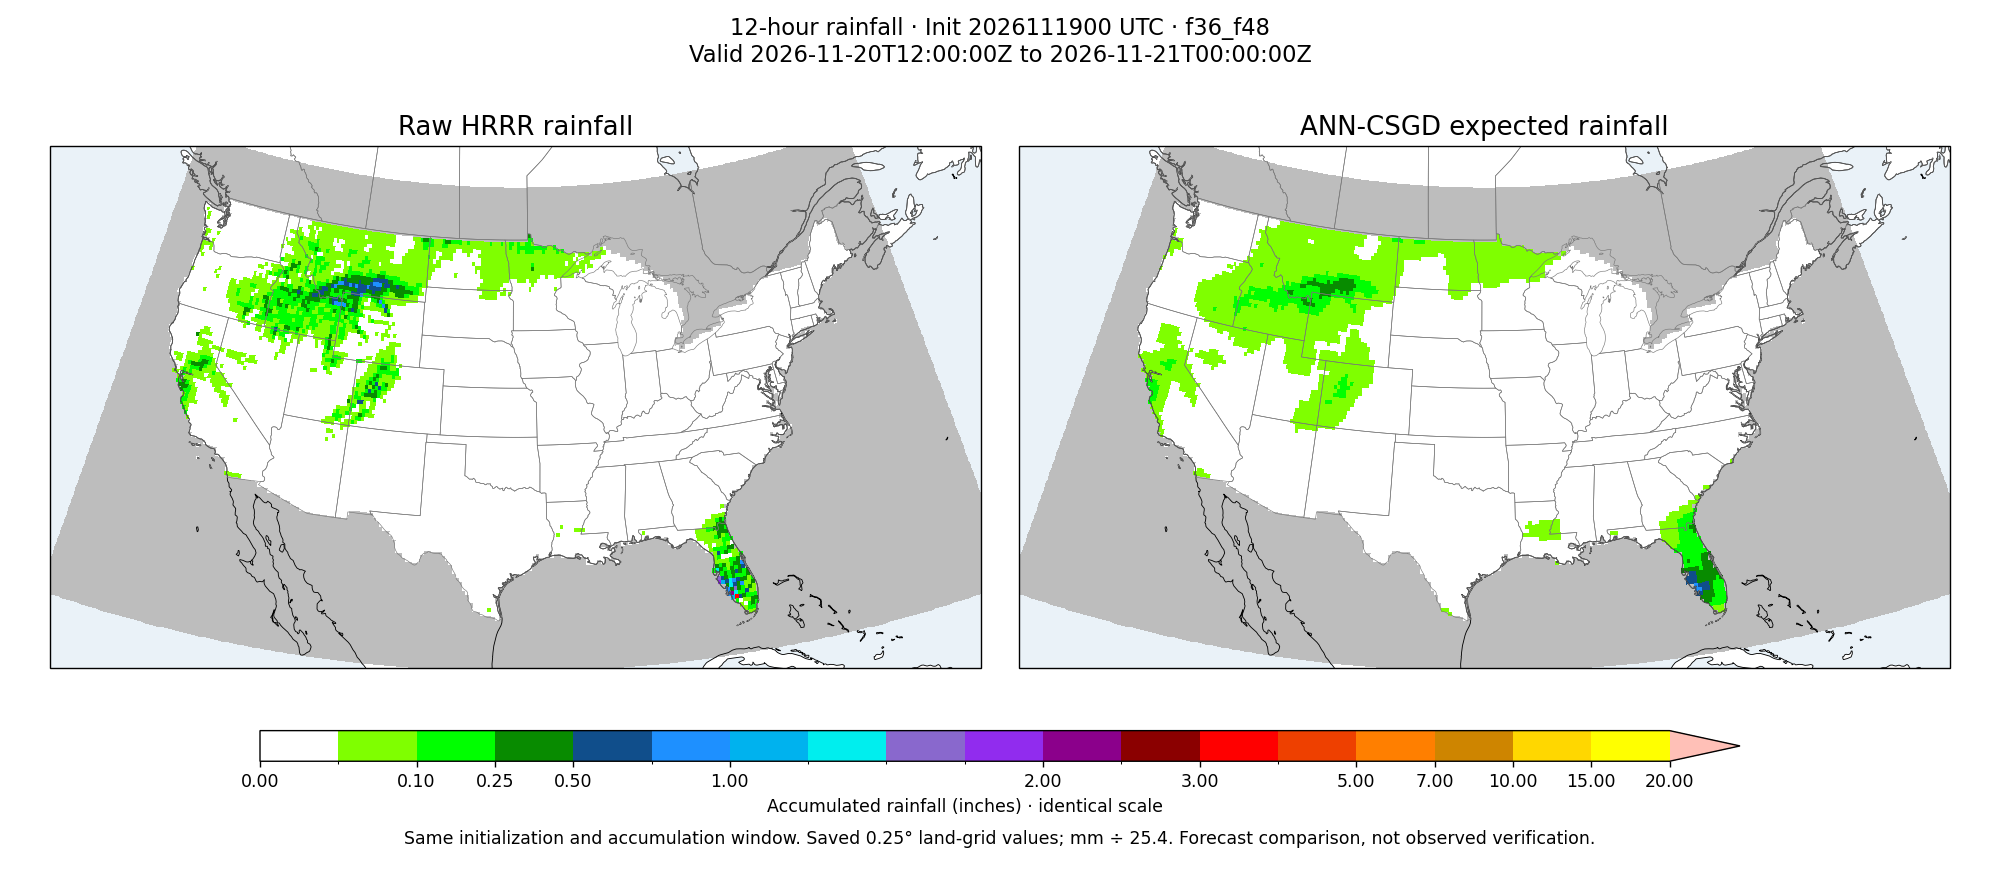 12-hour rainfall · Init 2026111900 UTC · f36_f48
Valid 2026-11-20T12:00:00Z to 2026-11-21T00:00:00Z
Raw HRRR rainfall
ANN-CSGD expected rainfall
0.00 0.10 0.25 0.50 1.00 2.00 3.00 5.00 7.00 10.00 15.00 20.00
Accumulated rainfall (inches) · identical scale
Same initialization and accumulation window. Saved 0.25° land-grid values; mm ÷ 25.4. Forecast comparison, not observed verification.